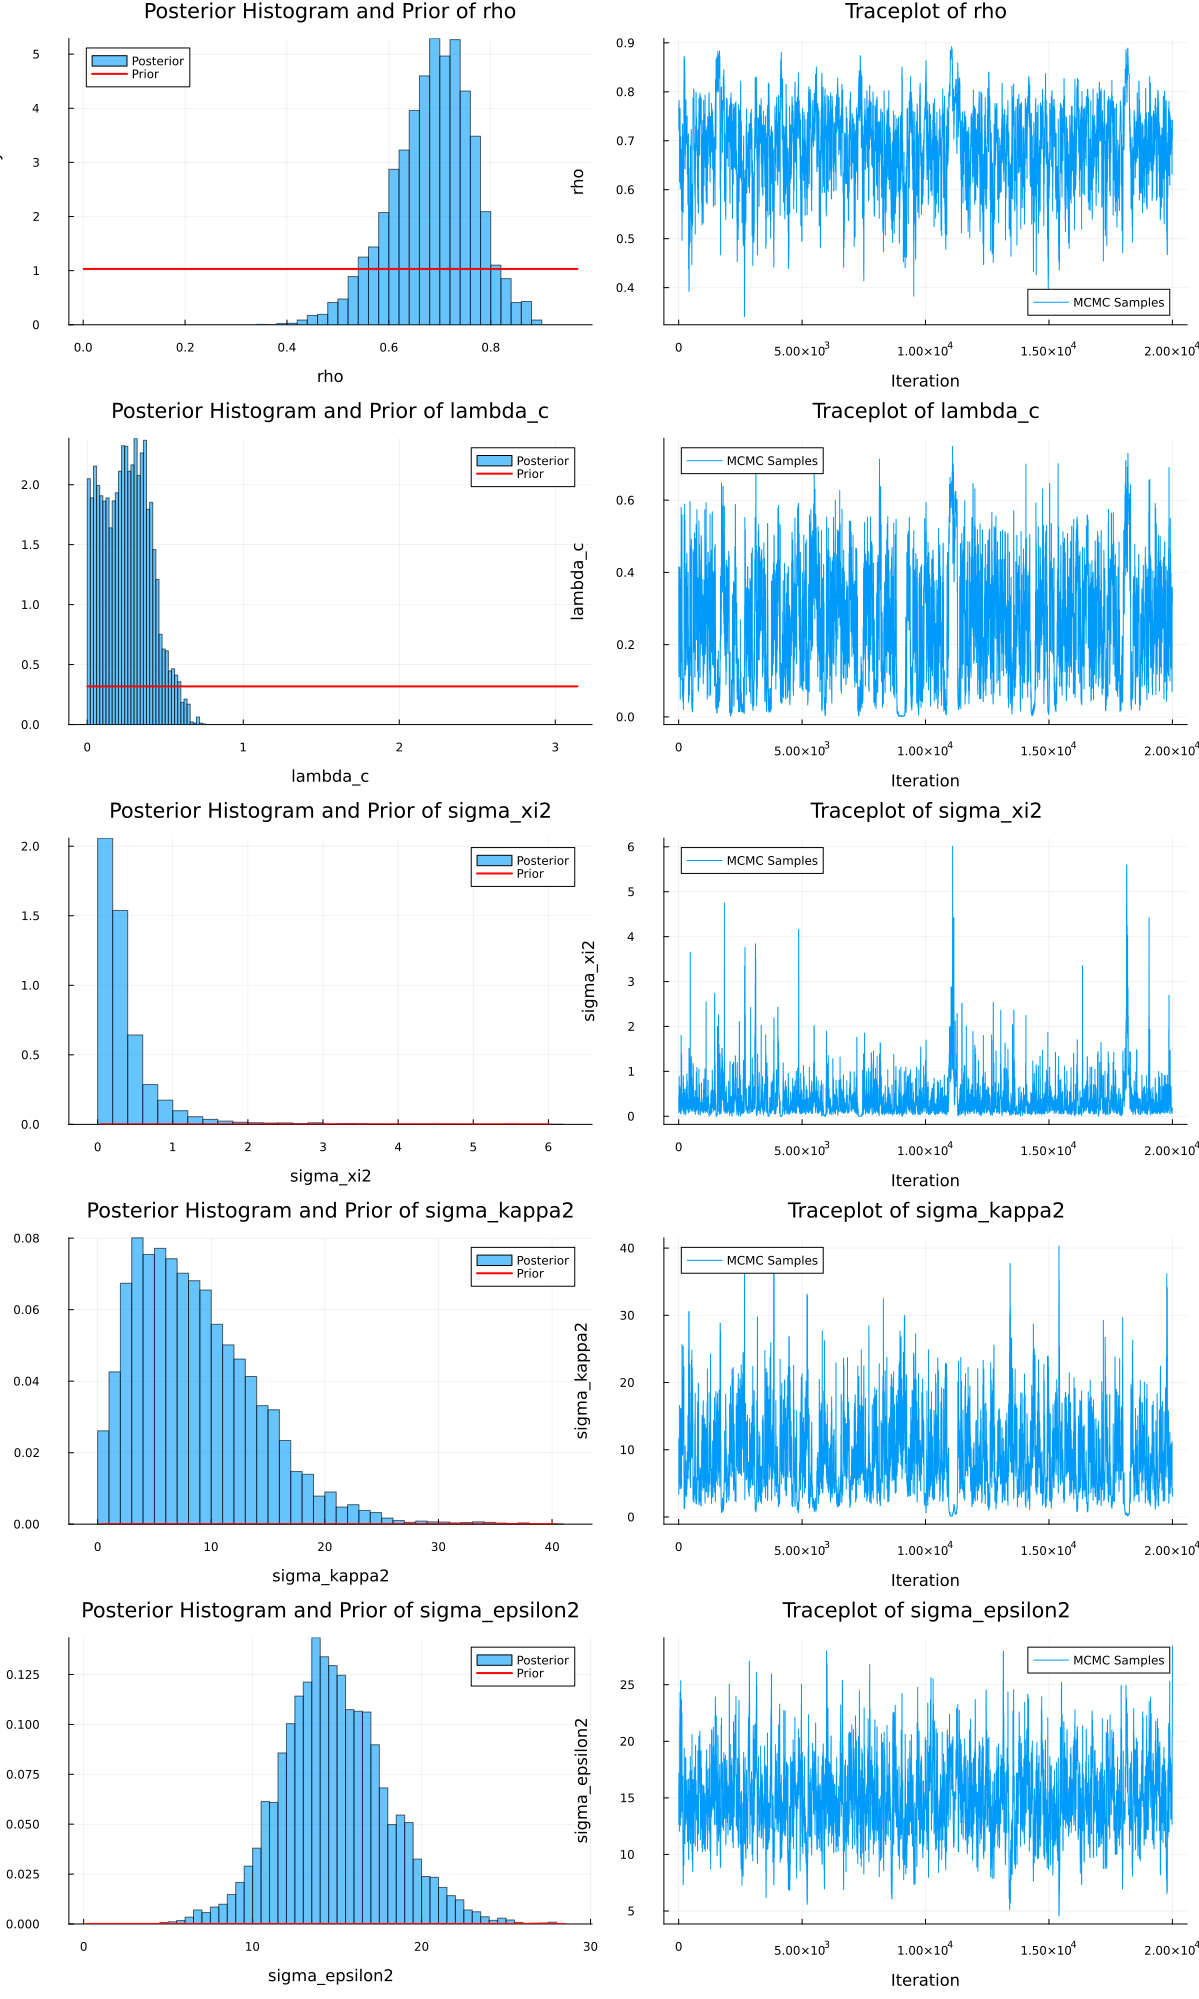 Posterior Histogram and Prior of rho
Traceplot of rho
5
4
3
2
1
0
Posterior
Prior
0.0
0.2
0.4
0.6
0.8
rho
0.9
0.8
0.7
0.6
0.5
0.4
rho
MCMC Samples
0
5.00×10³
1.00×10⁴
1.50×10⁴
2.00×10⁴
Iteration
Posterior Histogram and Prior of lambda_c
Traceplot of lambda_c
2.0
1.5
1.0
0.5
0.0
Posterior
Prior
0
1
2
3
lambda_c
0.6
0.4
0.2
0.0
lambda_c
MCMC Samples
0
5.00×10³
1.00×10⁴
1.50×10⁴
2.00×10⁴
Iteration
Posterior Histogram and Prior of sigma_xi2
Traceplot of sigma_xi2
2.0
1.5
1.0
0.5
0.0
Posterior
Prior
0
1
2
3
4
5
6
sigma_xi2
6
5
4
3
2
1
0
sigma_xi2
MCMC Samples
0
5.00×10³
1.00×10⁴
1.50×10⁴
2.00×10⁴
Iteration
Posterior Histogram and Prior of sigma_kappa2
Traceplot of sigma_kappa2
0.08
0.06
0.04
0.02
0.00
Posterior
Prior
0
10
20
30
40
sigma_kappa2
40
30
20
10
0
sigma_kappa2
MCMC Samples
0
5.00×10³
1.00×10⁴
1.50×10⁴
2.00×10⁴
Iteration
Posterior Histogram and Prior of sigma_epsilon2
Traceplot of sigma_epsilon2
0.125
0.100
0.075
0.050
0.025
0.000
Posterior
Prior
0
10
20
30
sigma_epsilon2
25
20
15
10
5
sigma_epsilon2
MCMC Samples
0
5.00×10³
1.00×10⁴
1.50×10⁴
2.00×10⁴
Iteration